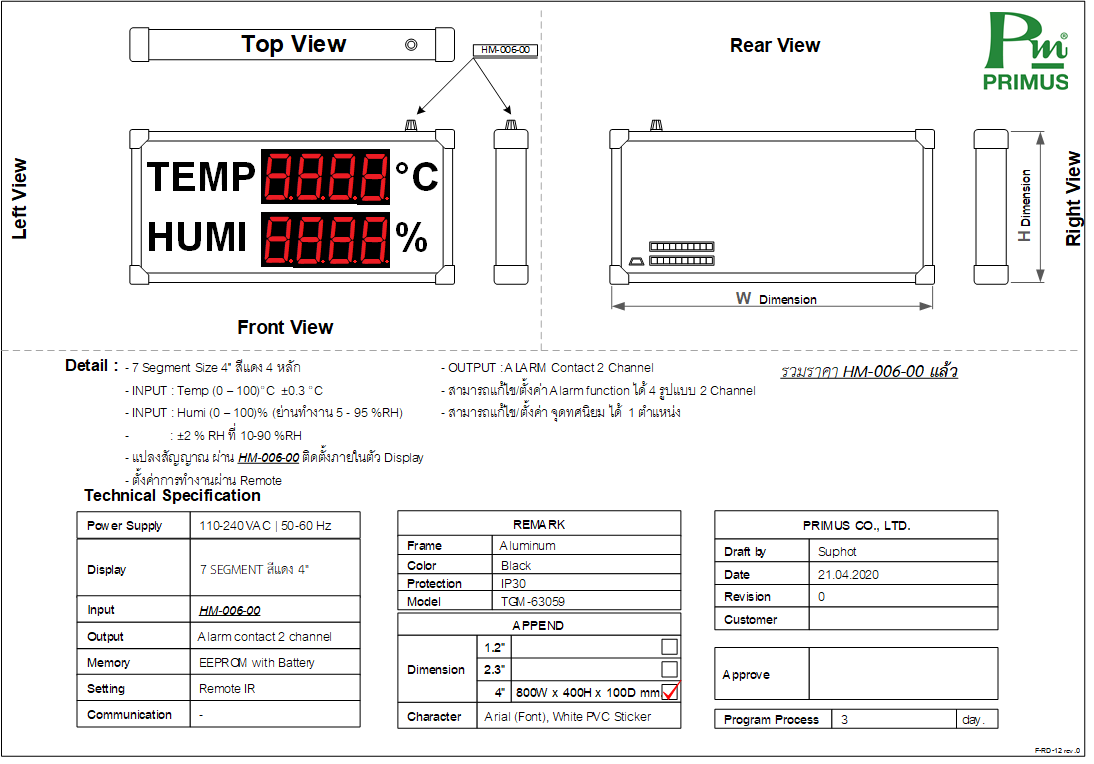 Top View
HM-006-00
Rear View
Pm®
PRIMUS
Left View
TEMP 8.8.8.8. °C
HUMI 8.8.8.8. %
H Dimension
Right View
W Dimension
Front View
Detail :
- 7 Segment Size 4" สีแดง 4 หลัก
- INPUT : Temp (0 – 100)°C ±0.3 °C
- INPUT : Humi (0 – 100)% (ย่านทำงาน 5 - 95 %RH)
- : ±2 % RH ที่ 10-90 %RH
- แปลงสัญญาณ ผ่าน HM-006-00 ติดตั้งภายในตัว Display
- ตั้งค่าการทำงานผ่าน Remote
- OUTPUT : ALARM Contact 2 Channel
- สามารถแก้ไข/ตั้งค่า Alarm function ได้ 4 รูปแบบ 2 Channel
- สามารถแก้ไข/ตั้งค่า จุดทศนิยม ได้ 1 ตำแหน่ง
รวมราคา HM-006-00 แล้ว
Technical Specification
Power Supply 110-240 VAC | 50-60 Hz
Display 7 SEGMENT สีแดง 4"
Input HM-006-00
Output Alarm contact 2 channel
Memory EEPROM with Battery
Setting Remote IR
Communication -
REMARK
Frame Aluminum
Color Black
Protection IP30
Model TGM-63059
APPEND
Dimension
1.2"
2.3"
4" 800W x 400H x 100D mm
Character Arial (Font), White PVC Sticker
PRIMUS CO., LTD.
Draft by Suphot
Date 21.04.2020
Revision 0
Customer
Approve
Program Process 3 day.
F-RD-12 rev.0